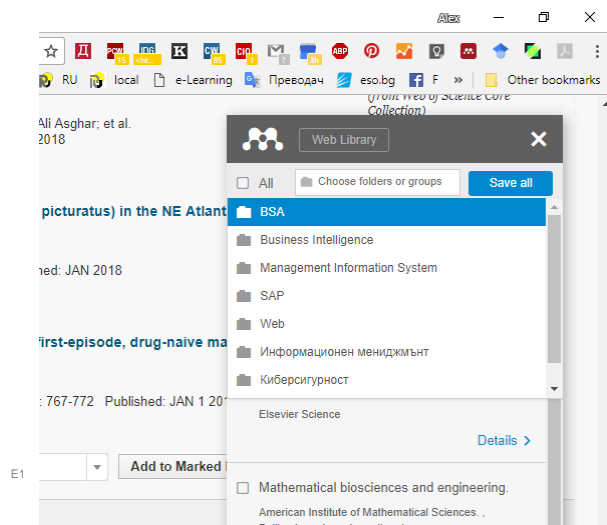 Alex
RU local e-Learning Преводач eso.bg F » Other bookmarks
(from Web of Science Core
Collection)
Ali Asghar; et al.
2018
Web Library
All Choose folders or groups Save all
BSA
picturatus) in the NE Atlant
Business Intelligence
Management Information System
ned: JAN 2018
SAP
Web
first-episode, drug-naive ma
Информационен мениджмънт
Киберсигурност
: 767-772 Published: JAN 1 201
Elsevier Science
Details >
E1
Add to Marked
Mathematical biosciences and engineering.
American Institute of Mathematical Sciences. ,